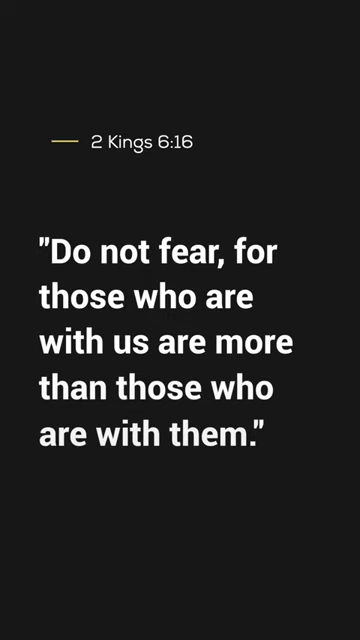 2 Kings 6:16
"Do not fear, for
those who are
with us are more
than those who
are with them."